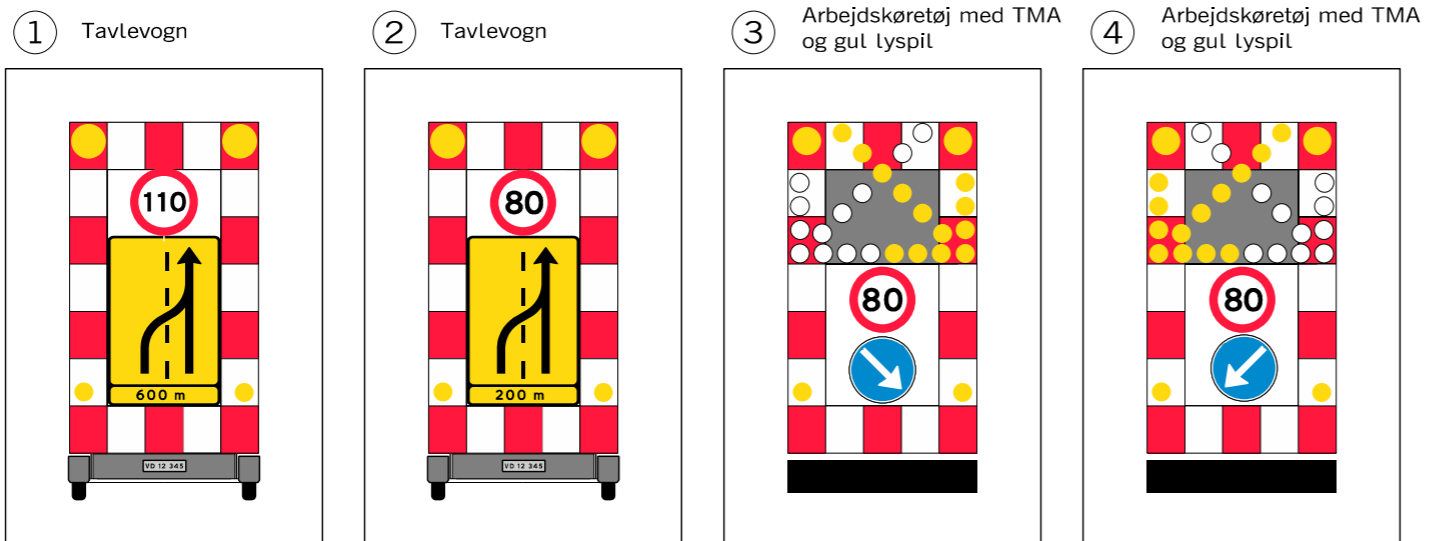 1 Tavlevogn
110
600 m
VD 12 345
2 Tavlevogn
80
200 m
VD 12 345
3 Arbejdskøretøj med TMA
og gul lyspil
80
4 Arbejdskøretøj med TMA
og gul lyspil
80